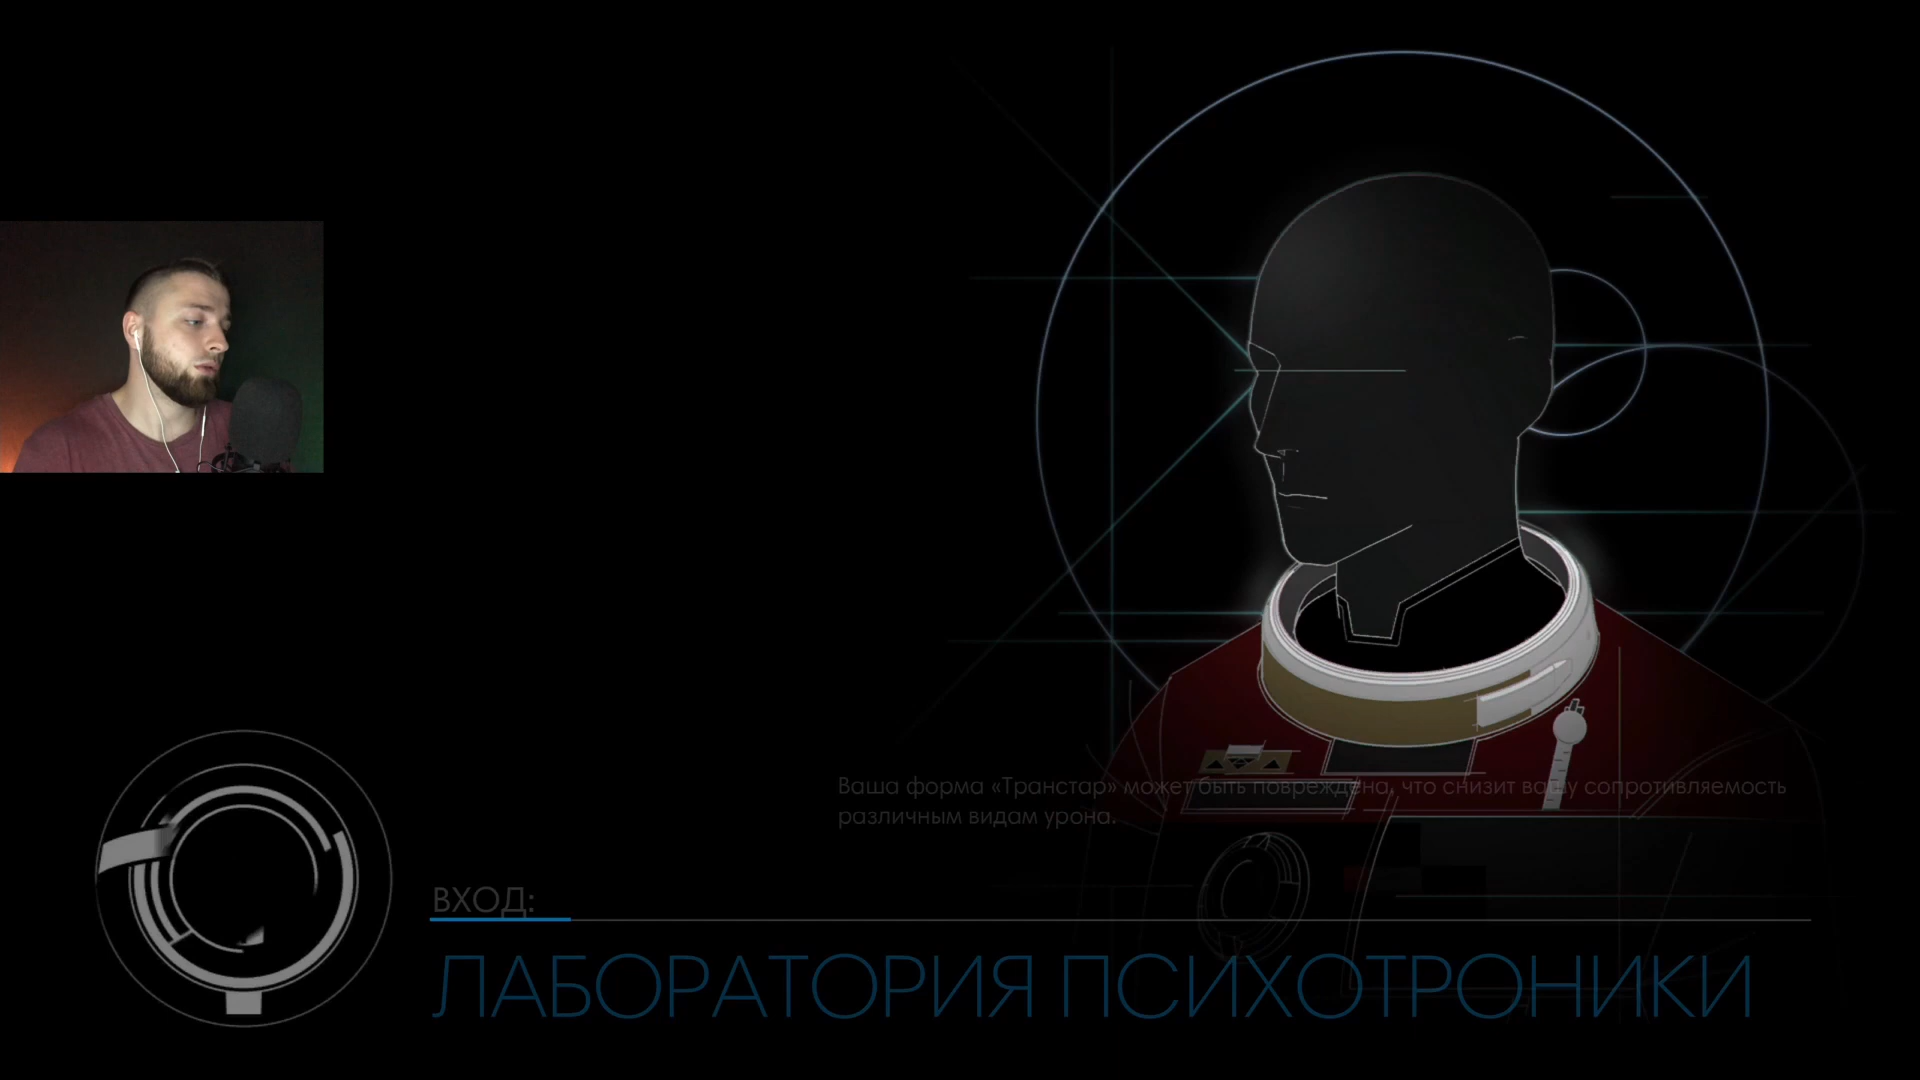 Ваша форма «Транстар» может быть повреждена, что снизит вашу сопротивляемость
различным видам урона.
ВХОД:
ЛАБОРАТОРИЯ ПСИХОТРОНИКИ